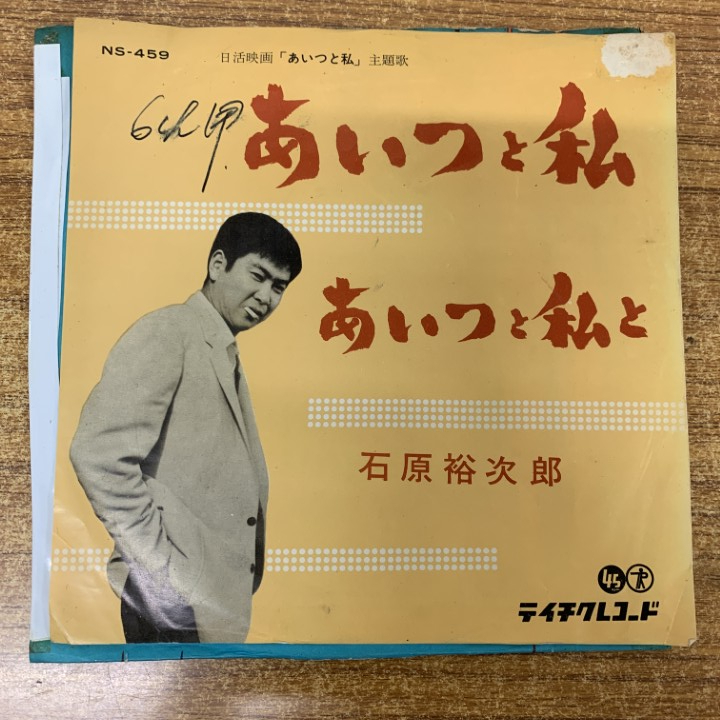 NS-459
日活映画「あいつと私」主題歌
あいつと私
あいつと私と
石原裕次郎
45
テイチクレコード